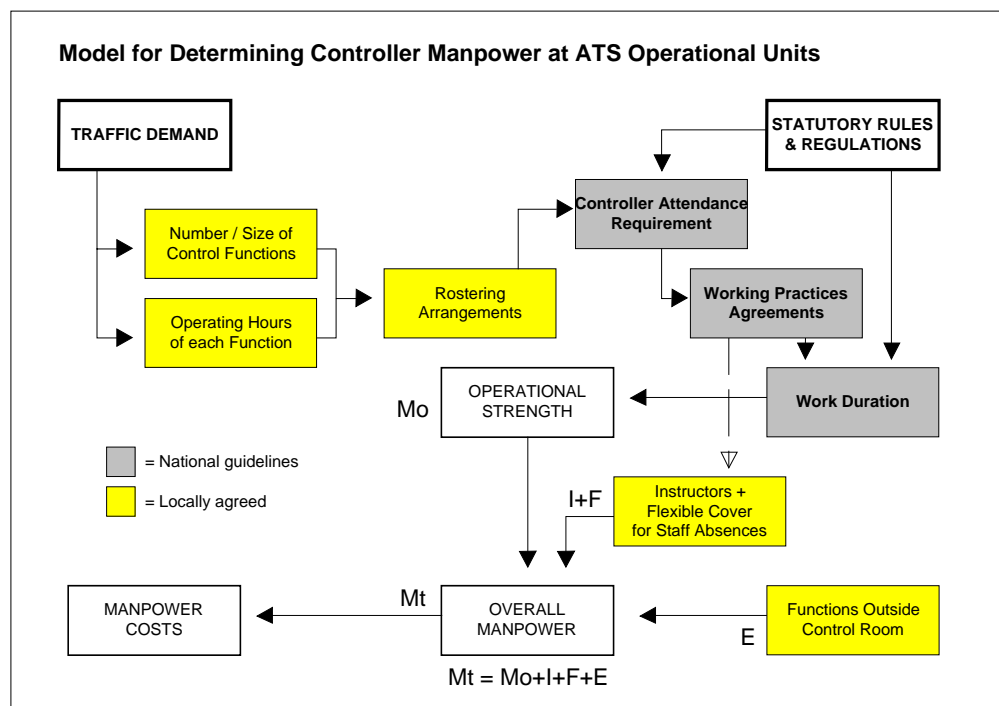 Model for Determining Controller Manpower at ATS Operational Units
TRAFFIC DEMAND
STATUTORY RULES
& REGULATIONS
Controller Attendance
Requirement
Number / Size of
Control Functions
Rostering
Arrangements
Working Practices
Agreements
Operating Hours
of each Function
Mo
OPERATIONAL
STRENGTH
Work Duration
= National guidelines
= Locally agreed
I+F
Instructors +
Flexible Cover
for Staff Absences
MANPOWER
COSTS
Mt
OVERALL
MANPOWER
E
Functions Outside
Control Room
Mt = Mo+I+F+E